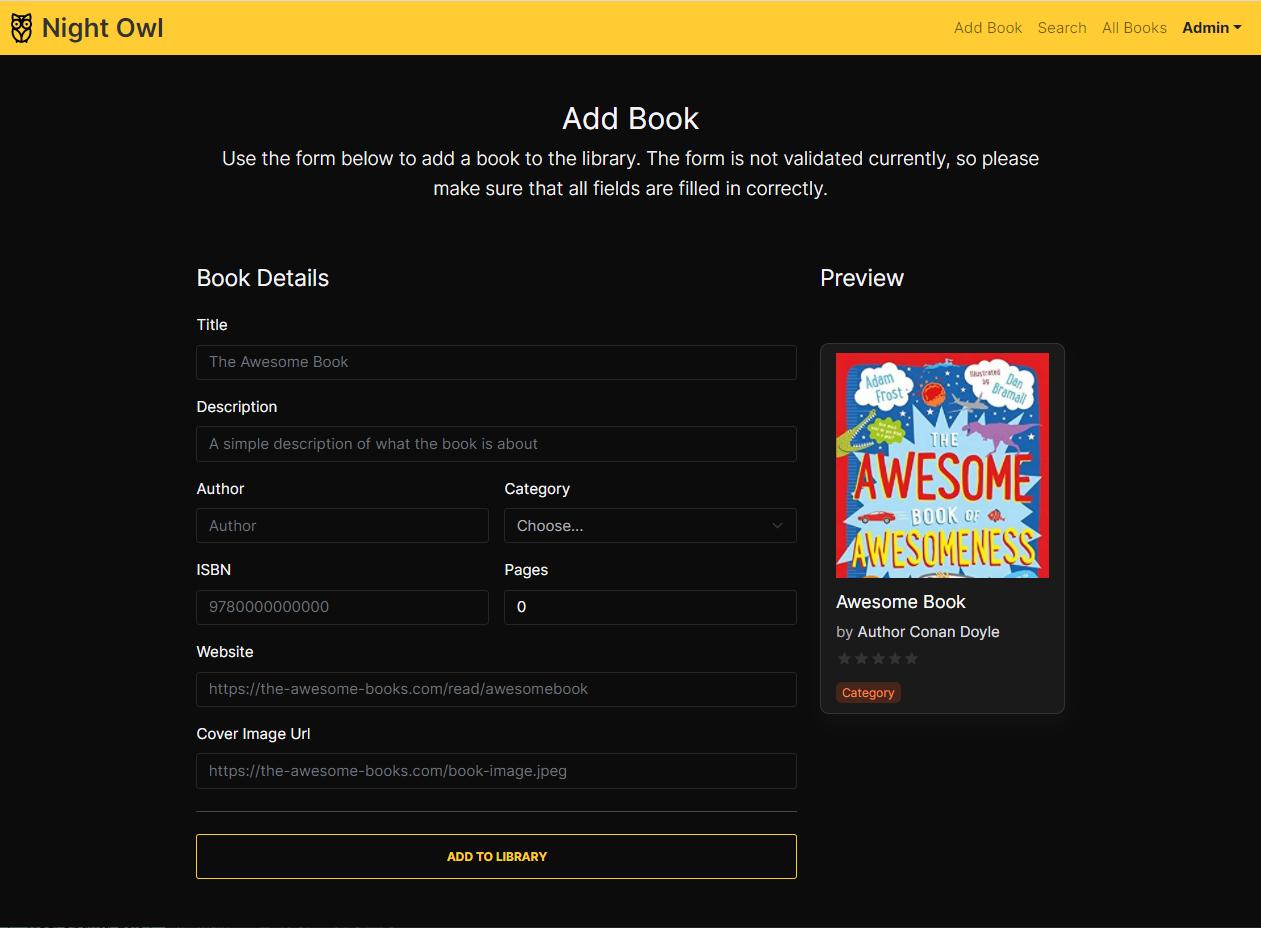 Night Owl
Add Book Search All Books Admin
Add Book
Use the form below to add a book to the library. The form is not validated currently, so please
make sure that all fields are filled in correctly.
Book Details
Preview
Title
The Awesome Book
Description
A simple description of what the book is about
Author Category
Author Choose...
ISBN Pages
9780000000000 0
Website
https://the-awesome-books.com/read/awesomebook
Cover Image Url
https://the-awesome-books.com/book-image.jpeg
ADD TO LIBRARY
Adam
Frost
Illustrated
by
Dan
Bramall
THE
AWESOME
BOOK OF
AWESOMENESS
Awesome Book
by Author Conan Doyle
Category